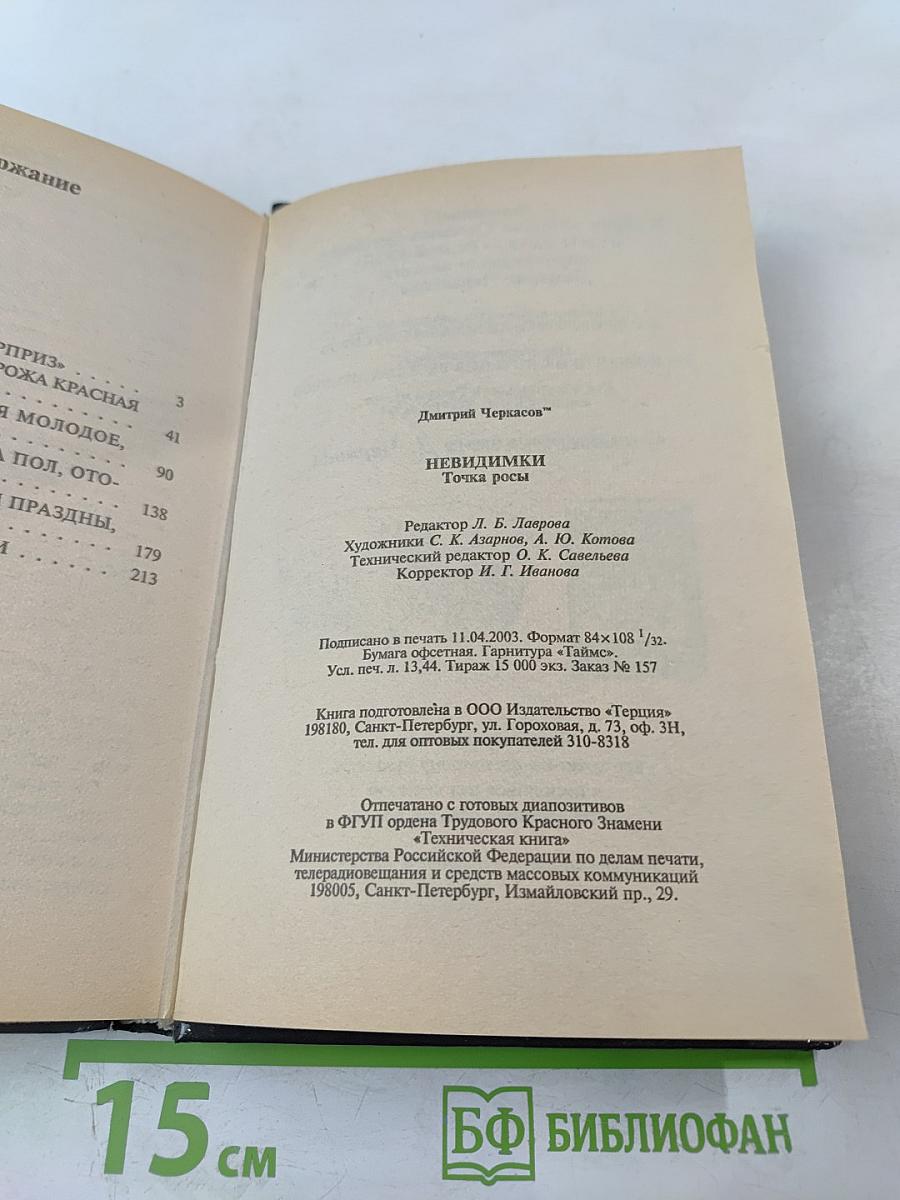 РПРИЗ»
РОЖА КРАСНАЯ
3
Я МОЛОДОЕ,
41
А ПОЛ, ОТО-
90
138
И ПРАЗДНЫ,
179
И
213
Дмитрий Черкасов™
НЕВИДИМКИ
Точка росы
Редактор Л. Б. Лаврова
Художники С. К. Азарнов, А. Ю. Котова
Технический редактор О. К. Савельева
Корректор И. Г. Иванова
Подписано в печать 11.04.2003. Формат 84×108 1/32.
Бумага офсетная. Гарнитура «Таймс».
Усл. печ. л. 13,44. Тираж 15 000 экз. Заказ № 157
Книга подготовлена в ООО Издательство «Терция»
198180, Санкт-Петербург, ул. Гороховая, д. 73, оф. 3Н,
тел. для оптовых покупателей 310-8318
Отпечатано с готовых диапозитивов
в ФГУП ордена Трудового Красного Знамени
«Техническая книга»
Министерства Российской Федерации по делам печати,
телерадиовещания и средств массовых коммуникаций
198005, Санкт-Петербург, Измайловский пр., 29.
15 см
БФ БИБЛИОФАН